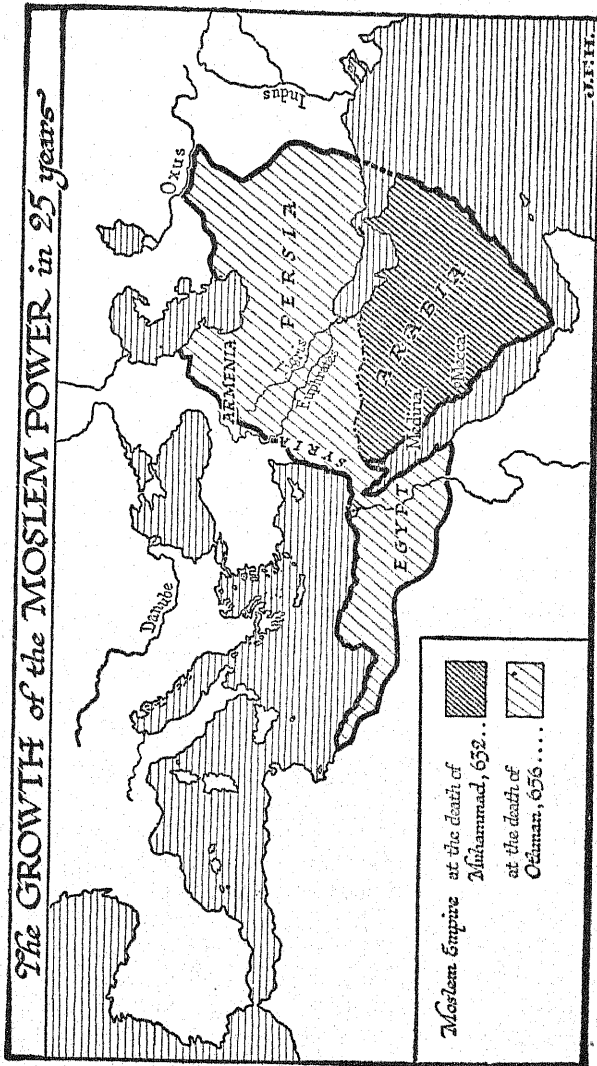 The GROWTH of the MOSLEM POWER in 25 years
Oxus
Indus
Danube
ARMENIA
PERSIA
Tigris
Euphrates
SYRIA
ARABIA
Medina
Mecca
EGYPT
Moslem Empire at the death of
Muhammad, 632..
at the death of
Othman, 656....
J.F.H.